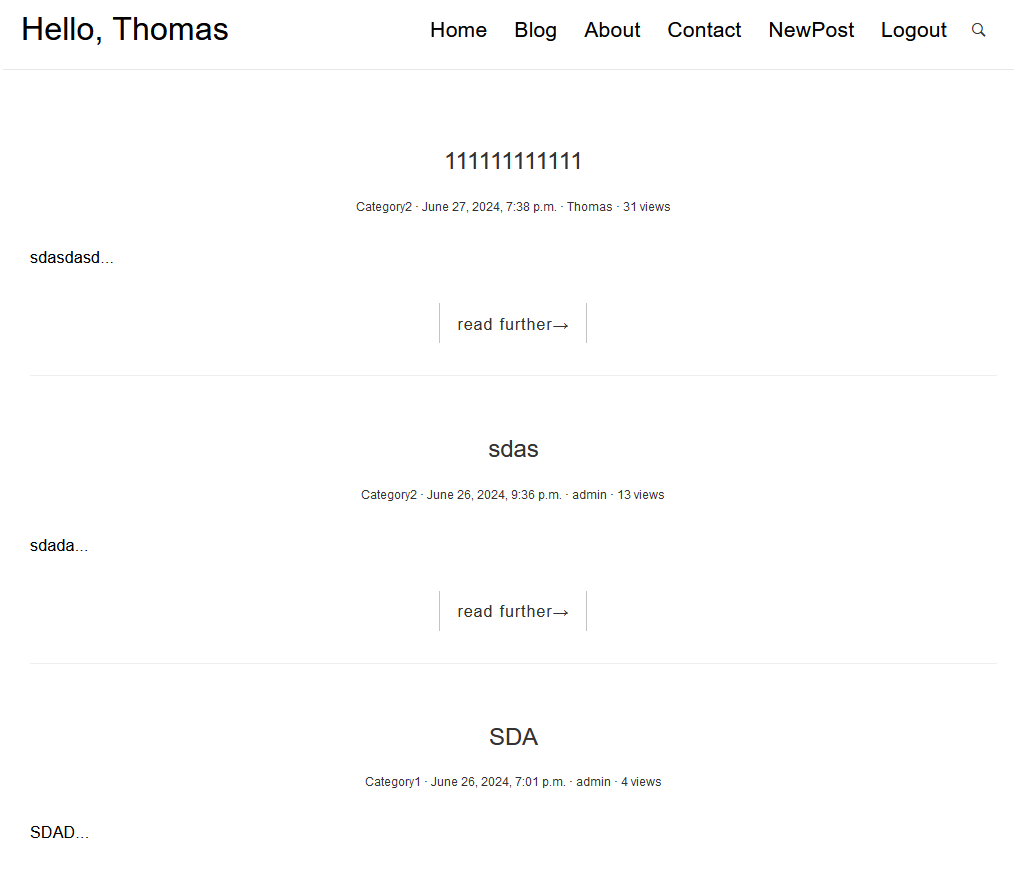 Hello, Thomas Home Blog About Contact NewPost Logout
111111111111
Category2 · June 27, 2024, 7:38 p.m. · Thomas · 31 views
sdasdasd...
read further→
sdas
Category2 · June 26, 2024, 9:36 p.m. · admin · 13 views
sdada...
read further→
SDA
Category1 · June 26, 2024, 7:01 p.m. · admin · 4 views
SDAD...